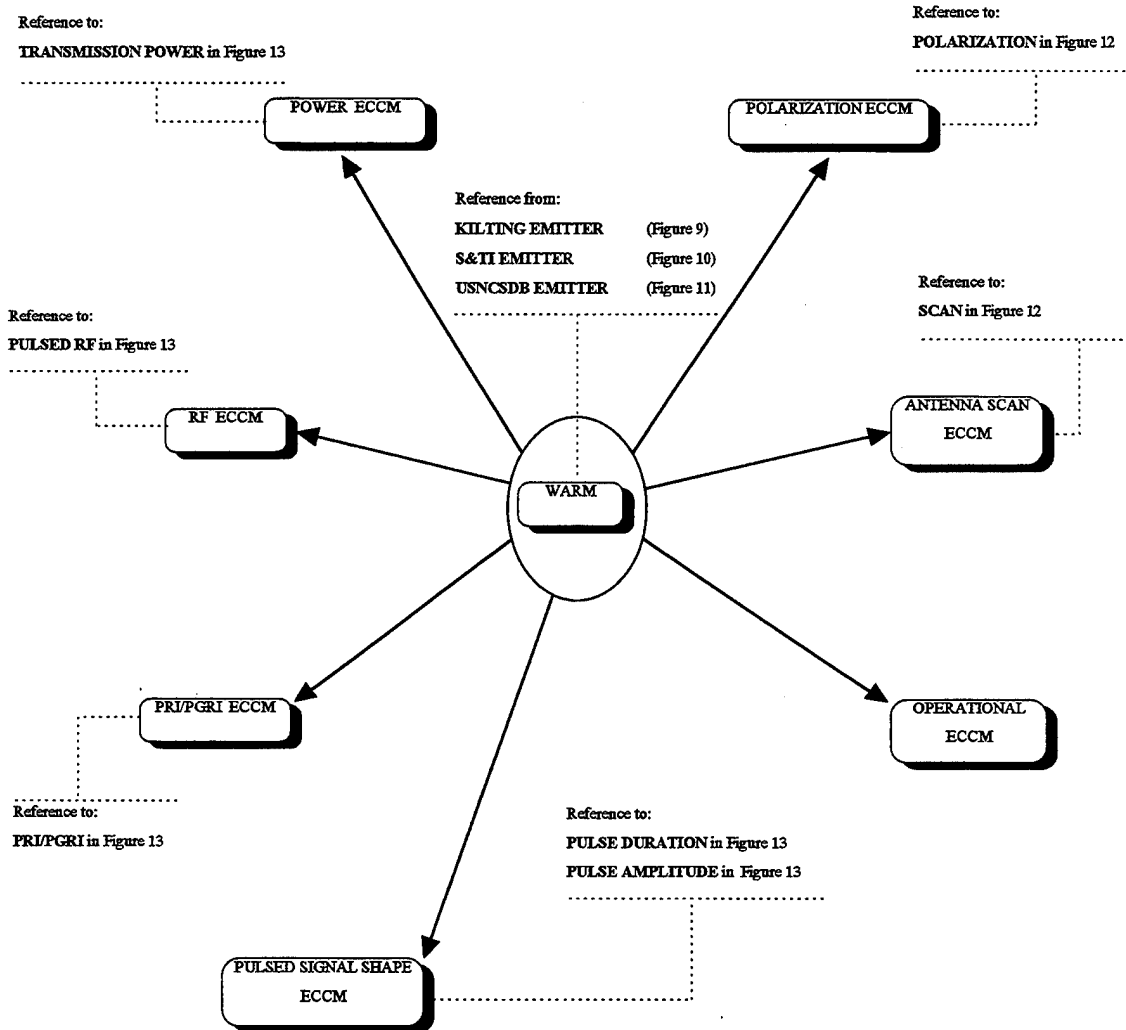 Reference to:
TRANSMISSION POWER in Figure 13
POWER ECCM
Reference to:
POLARIZATION in Figure 12
POLARIZATION ECCM
Reference from:
KILTING EMITTER (Figure 9)
S&TI EMITTER (Figure 10)
USNCSDB EMITTER (Figure 11)
Reference to:
PULSED RF in Figure 13
RF ECCM
Reference to:
SCAN in Figure 12
ANTENNA SCAN
ECCM
WARM
PRI/PGRI ECCM
Reference to:
PRI/PGRI in Figure 13
OPERATIONAL
ECCM
Reference to:
PULSE DURATION in Figure 13
PULSE AMPLITUDE in Figure 13
PULSED SIGNAL SHAPE
ECCM